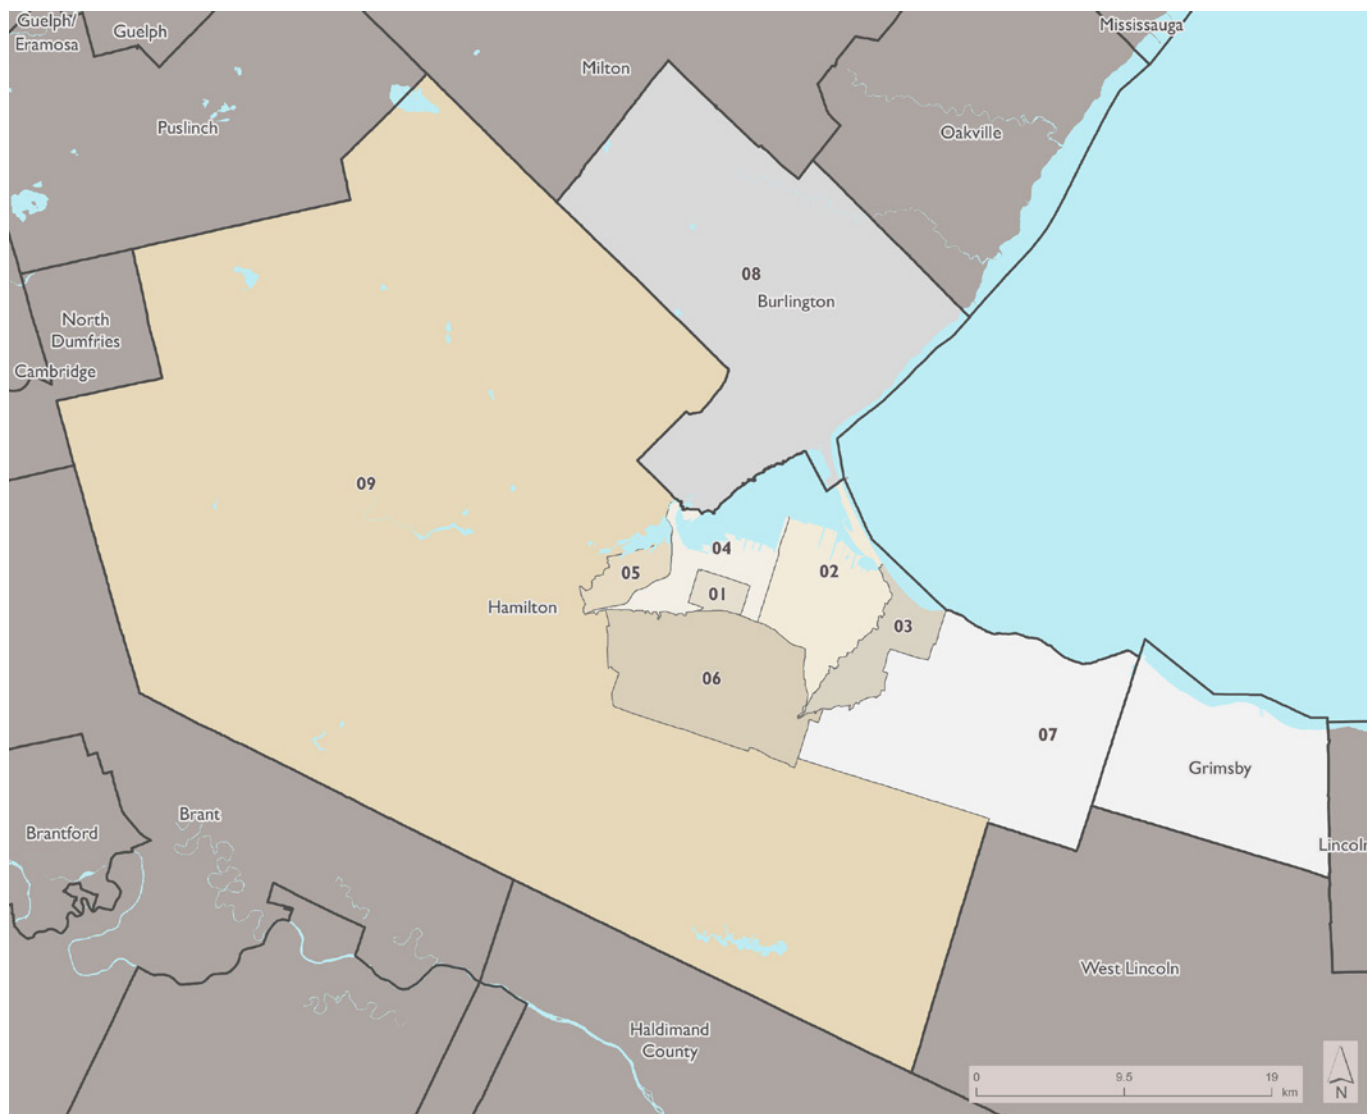 Guelph/
Eramosa
Guelph
Mississauga
Milton
Puslinch
Oakville
08
Burlington
North
Dumfries
Cambridge
09
04
05
02
01
Hamilton
03
06
07
Grimsby
Brant
Brantford
Lincoln
West Lincoln
Haldimand
County
0 9.5 19
km
N